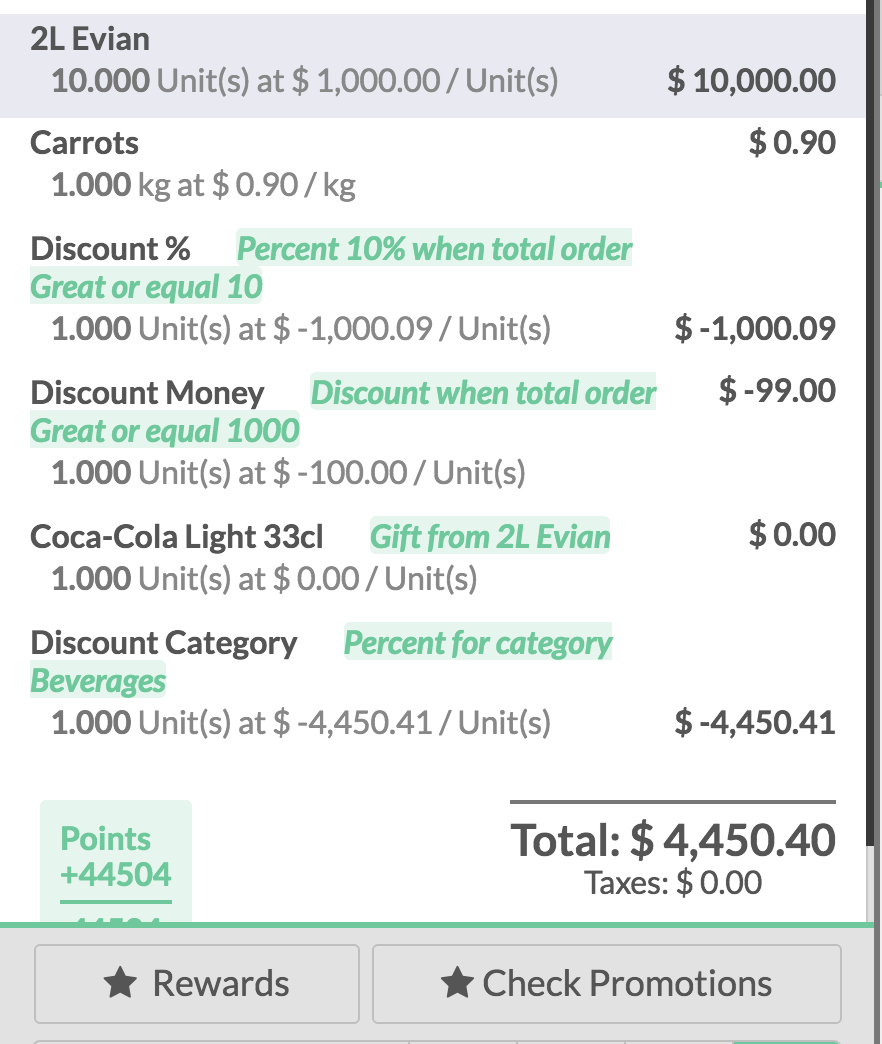 2L Evian
10.000 Unit(s) at $ 1,000.00 / Unit(s) $ 10,000.00
Carrots $ 0.90
1.000 kg at $ 0.90 / kg
Discount % Percent 10% when total order
Great or equal 10
1.000 Unit(s) at $ -1,000.09 / Unit(s) $ -1,000.09
Discount Money Discount when total order $ -99.00
Great or equal 1000
1.000 Unit(s) at $ -100.00 / Unit(s)
Coca-Cola Light 33cl Gift from 2L Evian $ 0.00
1.000 Unit(s) at $ 0.00 / Unit(s)
Discount Category Percent for category
Beverages
1.000 Unit(s) at $ -4,450.41 / Unit(s) $ -4,450.41
Points
+44504
Total: $ 4,450.40
Taxes: $ 0.00
Rewards
Check Promotions